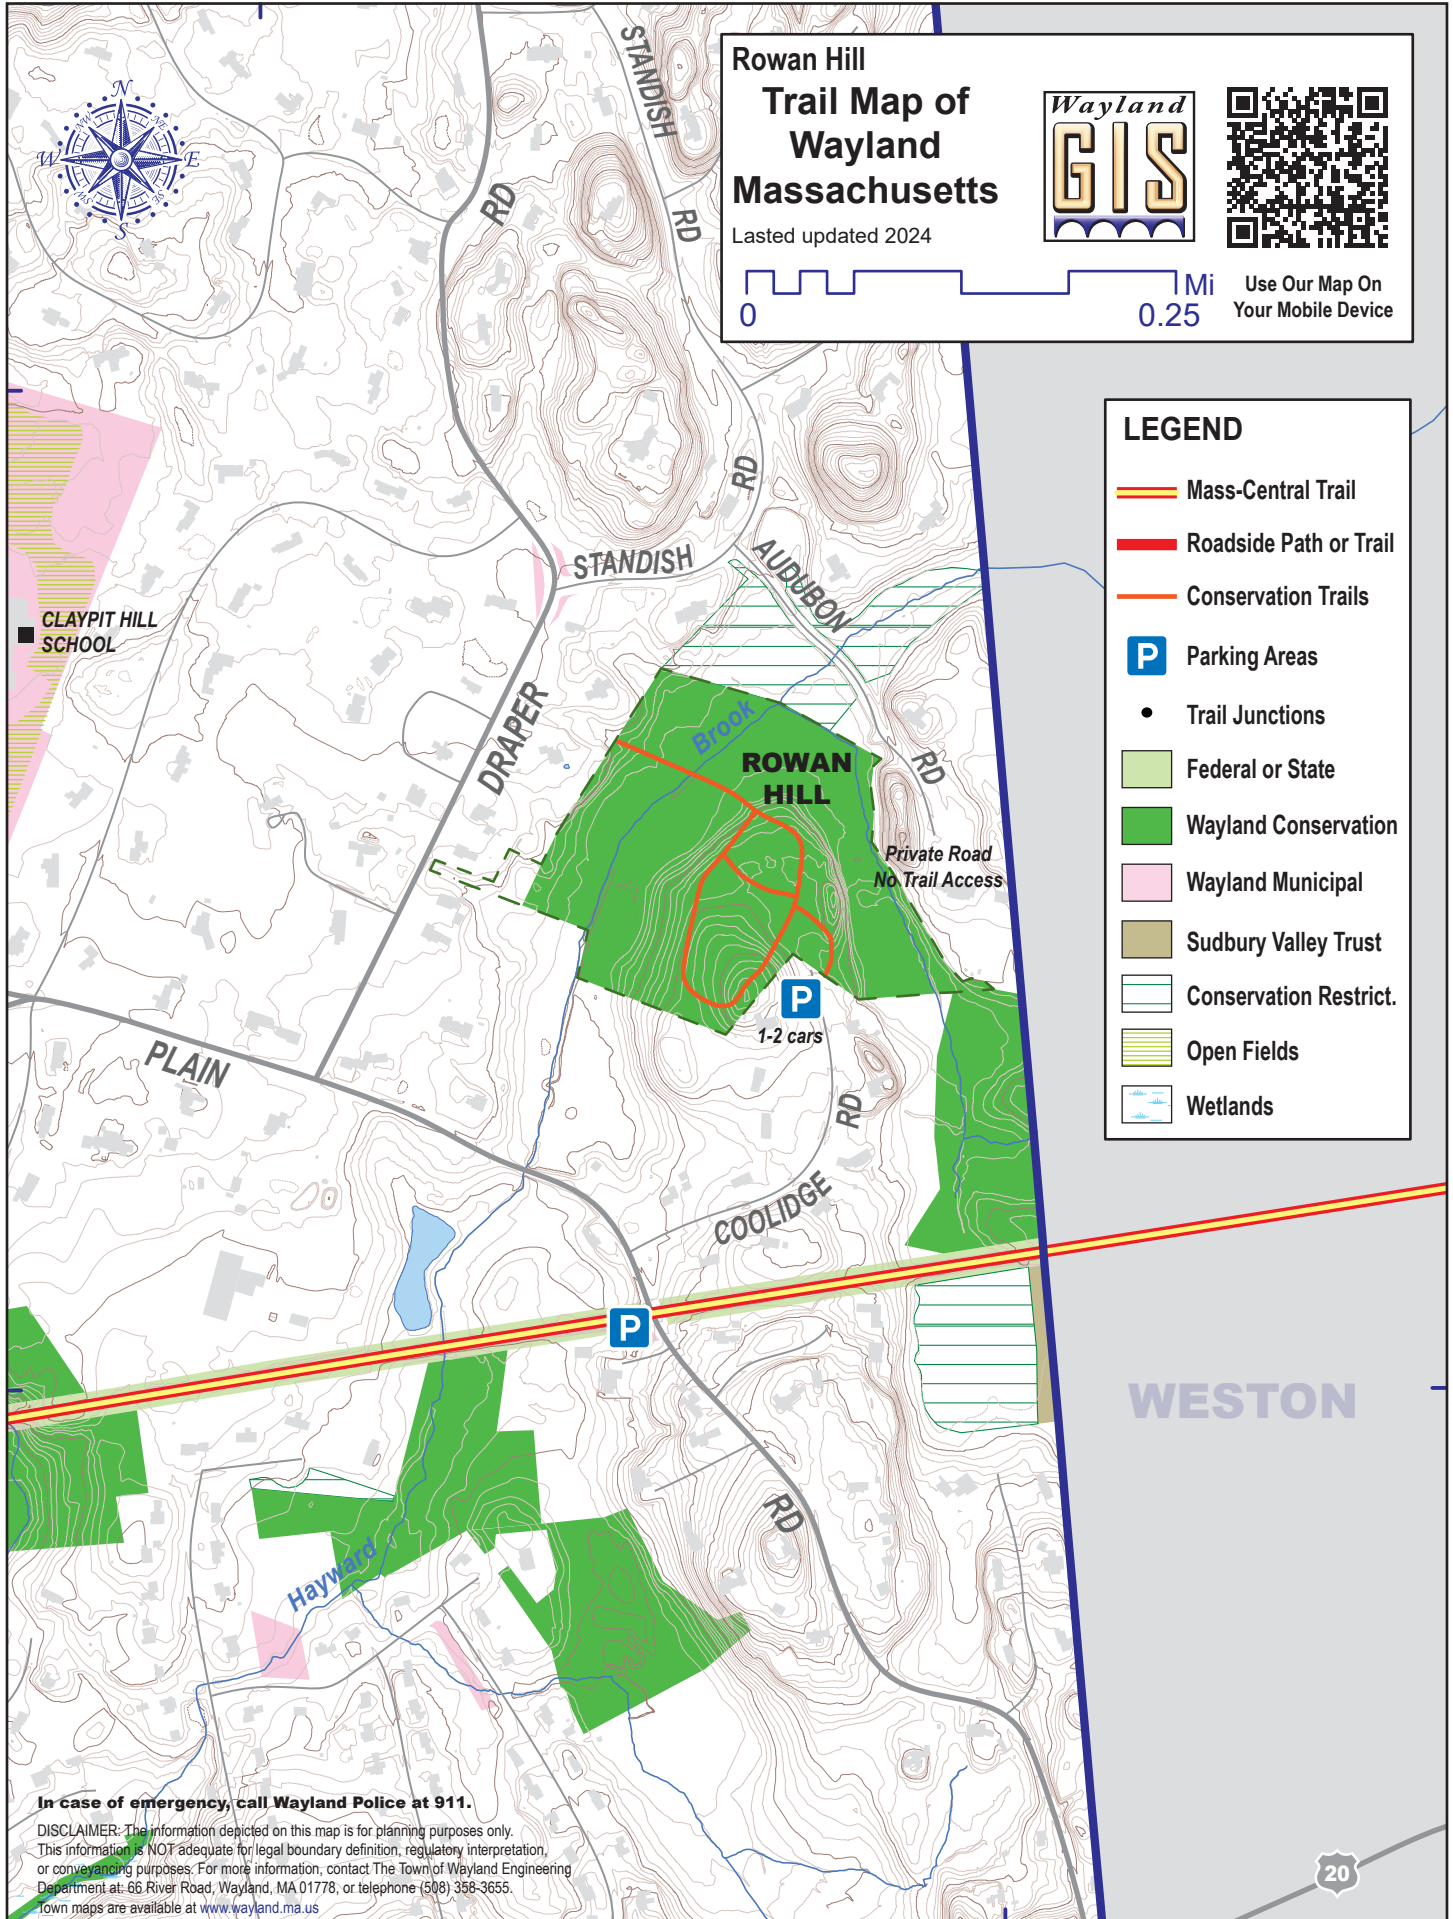 Rowan Hill
Trail Map of
Wayland
Massachusetts
Lasted updated 2024
0
0.25
Mi
Wayland
GIS
Use Our Map On
Your Mobile Device
N
NE
E
SE
S
SW
W
NW
STANDISH
RD
RD
RD
STANDISH
AUDUBON
RD
CLAYPIT HILL
SCHOOL
DRAPER
Brook
ROWAN
HILL
Private Road
No Trail Access
P
1-2 cars
PLAIN
RD
COOLIDGE
P
RD
Hayward
WESTON
20
LEGEND
Mass-Central Trail
Roadside Path or Trail
Conservation Trails
P
Parking Areas
Trail Junctions
Federal or State
Wayland Conservation
Wayland Municipal
Sudbury Valley Trust
Conservation Restrict.
Open Fields
Wetlands
In case of emergency, call Wayland Police at 911.
DISCLAIMER: The information depicted on this map is for planning purposes only.
This information is NOT adequate for legal boundary definition, regulatory interpretation,
or conveyancing purposes. For more information, contact The Town of Wayland Engineering
Department at: 66 River Road, Wayland, MA 01778, or telephone (508) 358-3655.
Town maps are available at www.wayland.ma.us